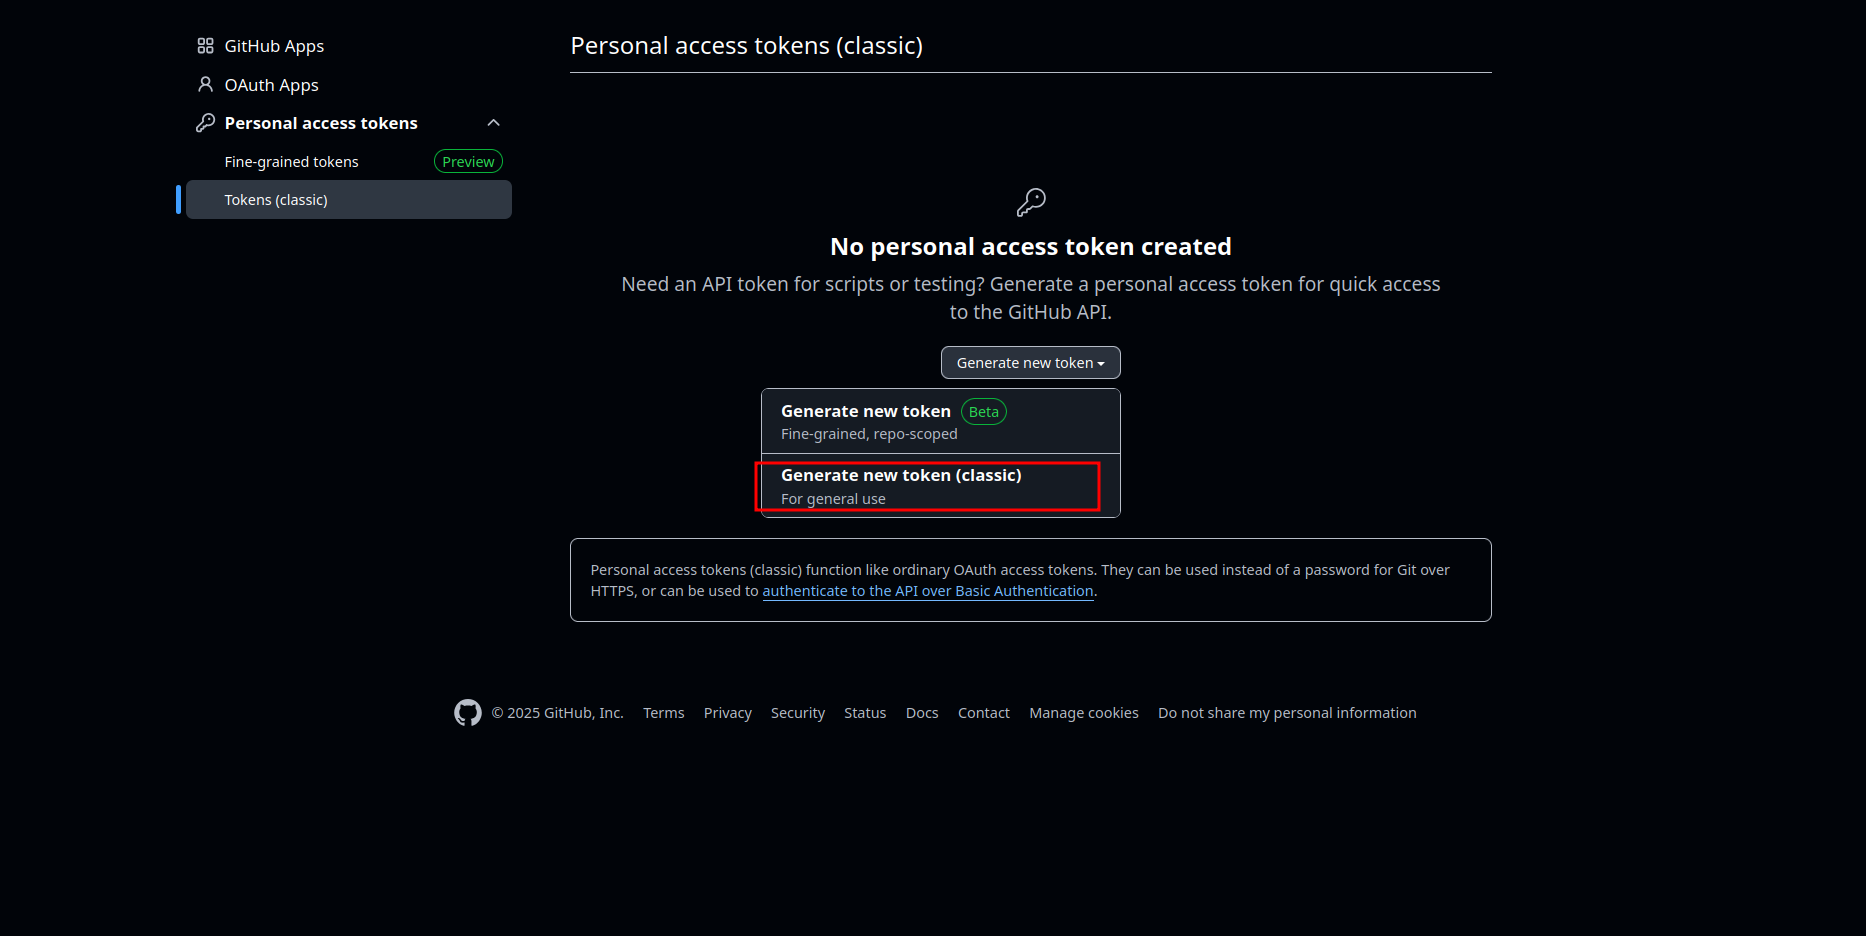 GitHub Apps
OAuth Apps
Personal access tokens
Fine-grained tokens Preview
Tokens (classic)
Personal access tokens (classic)
No personal access token created
Need an API token for scripts or testing? Generate a personal access token for quick access
to the GitHub API.
Generate new token
Generate new token Beta
Fine-grained, repo-scoped
Generate new token (classic)
For general use
Personal access tokens (classic) function like ordinary OAuth access tokens. They can be used instead of a password for Git over
HTTPS, or can be used to authenticate to the API over Basic Authentication.
© 2025 GitHub, Inc. Terms Privacy Security Status Docs Contact Manage cookies Do not share my personal information